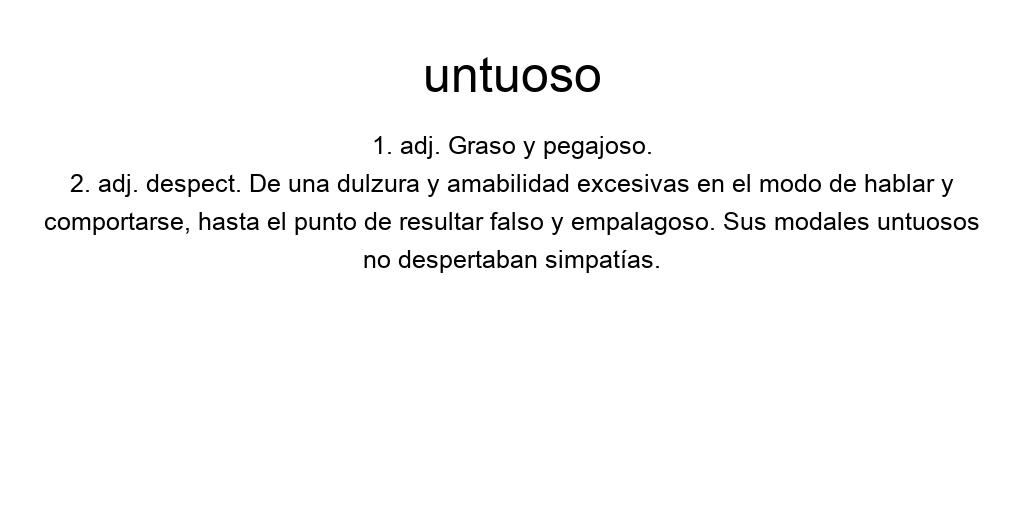 untuoso
1. adj. Graso y pegajoso.
2. adj. despect. De una dulzura y amabilidad excesivas en el modo de hablar y
comportarse, hasta el punto de resultar falso y empalagoso. Sus modales untuosos
no despertaban simpatías.